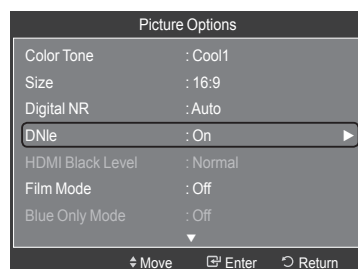 Picture Options
Color Tone : Cool1
Size : 16:9
Digital NR : Auto
DNIe : On
HDMI Black Level : Normal
Film Mode : Off
Blue Only Mode : Off
Move Enter Return